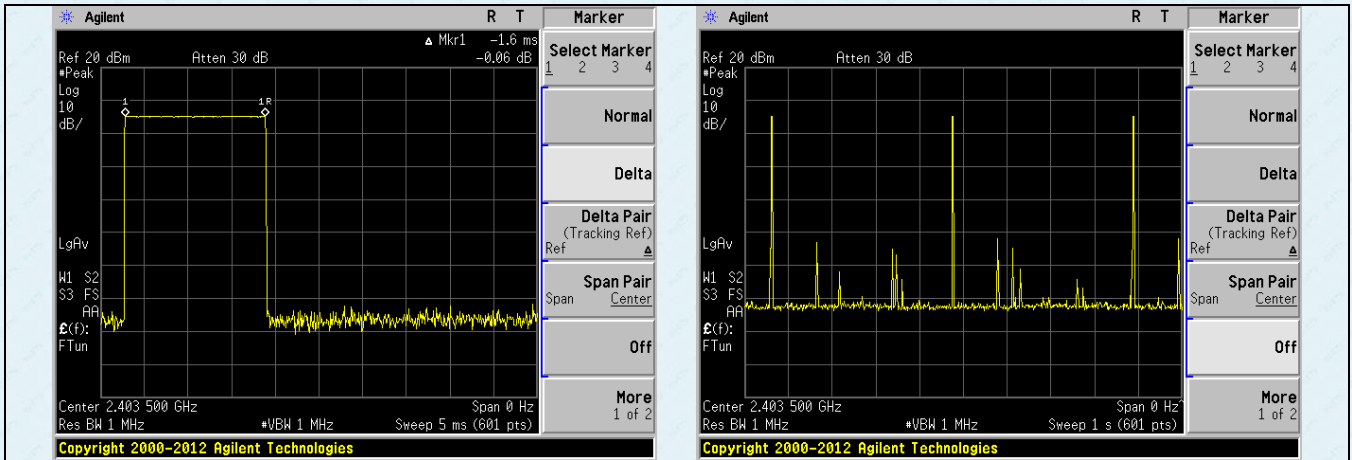 Agilent R T Marker
▵ Mkr1 -1.6 ms
Ref 20 dBm Atten 30 dB -0.06 dB
#Peak
Log
10
dB/
1 1R
LgAv
W1 S2
S3 FS
AA
£(f):
FTun
Center 2.403 500 GHz Span 0 Hz
Res BW 1 MHz #VBW 1 MHz Sweep 5 ms (601 pts)
Copyright 2000-2012 Agilent Technologies
Select Marker
1 2 3 4
Normal
Delta
Delta Pair
(Tracking Ref)
Ref ▵
Span Pair
Span Center
Off
More
1 of 2
Agilent R T Marker
Ref 20 dBm Atten 30 dB
#Peak
Log
10
dB/
LgAv
W1 S2
S3 FS
AA
£(f):
FTun
Center 2.403 500 GHz Span 0 Hz^
Res BW 1 MHz #VBW 1 MHz Sweep 1 s (601 pts)
Copyright 2000-2012 Agilent Technologies
Select Marker
1 2 3 4
Normal
Delta
Delta Pair
(Tracking Ref)
Ref ▵
Span Pair
Span Center
Off
More
1 of 2